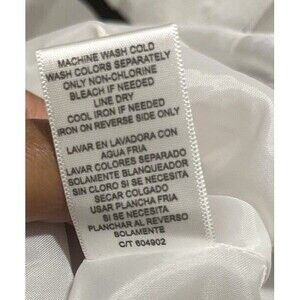 MACHINE WASH COLD
WASH COLORS SEPARATELY
ONLY NON-CHLORINE
BLEACH IF NEEDED
LINE DRY
COOL IRON IF NEEDED
IRON ON REVERSE SIDE ONLY
LAVAR EN LAVADORA CON
AGUA FRIA
LAVAR COLORES SEPARADO
SOLAMENTE BLANQUEADOR
SIN CLORO SI SE NECESITA
SECAR COLGADO
USAR PLANCHA FRIA
SI SE NECESITA
PLANCHAR AL REVERSO
SOLAMENTE
C/T 604902